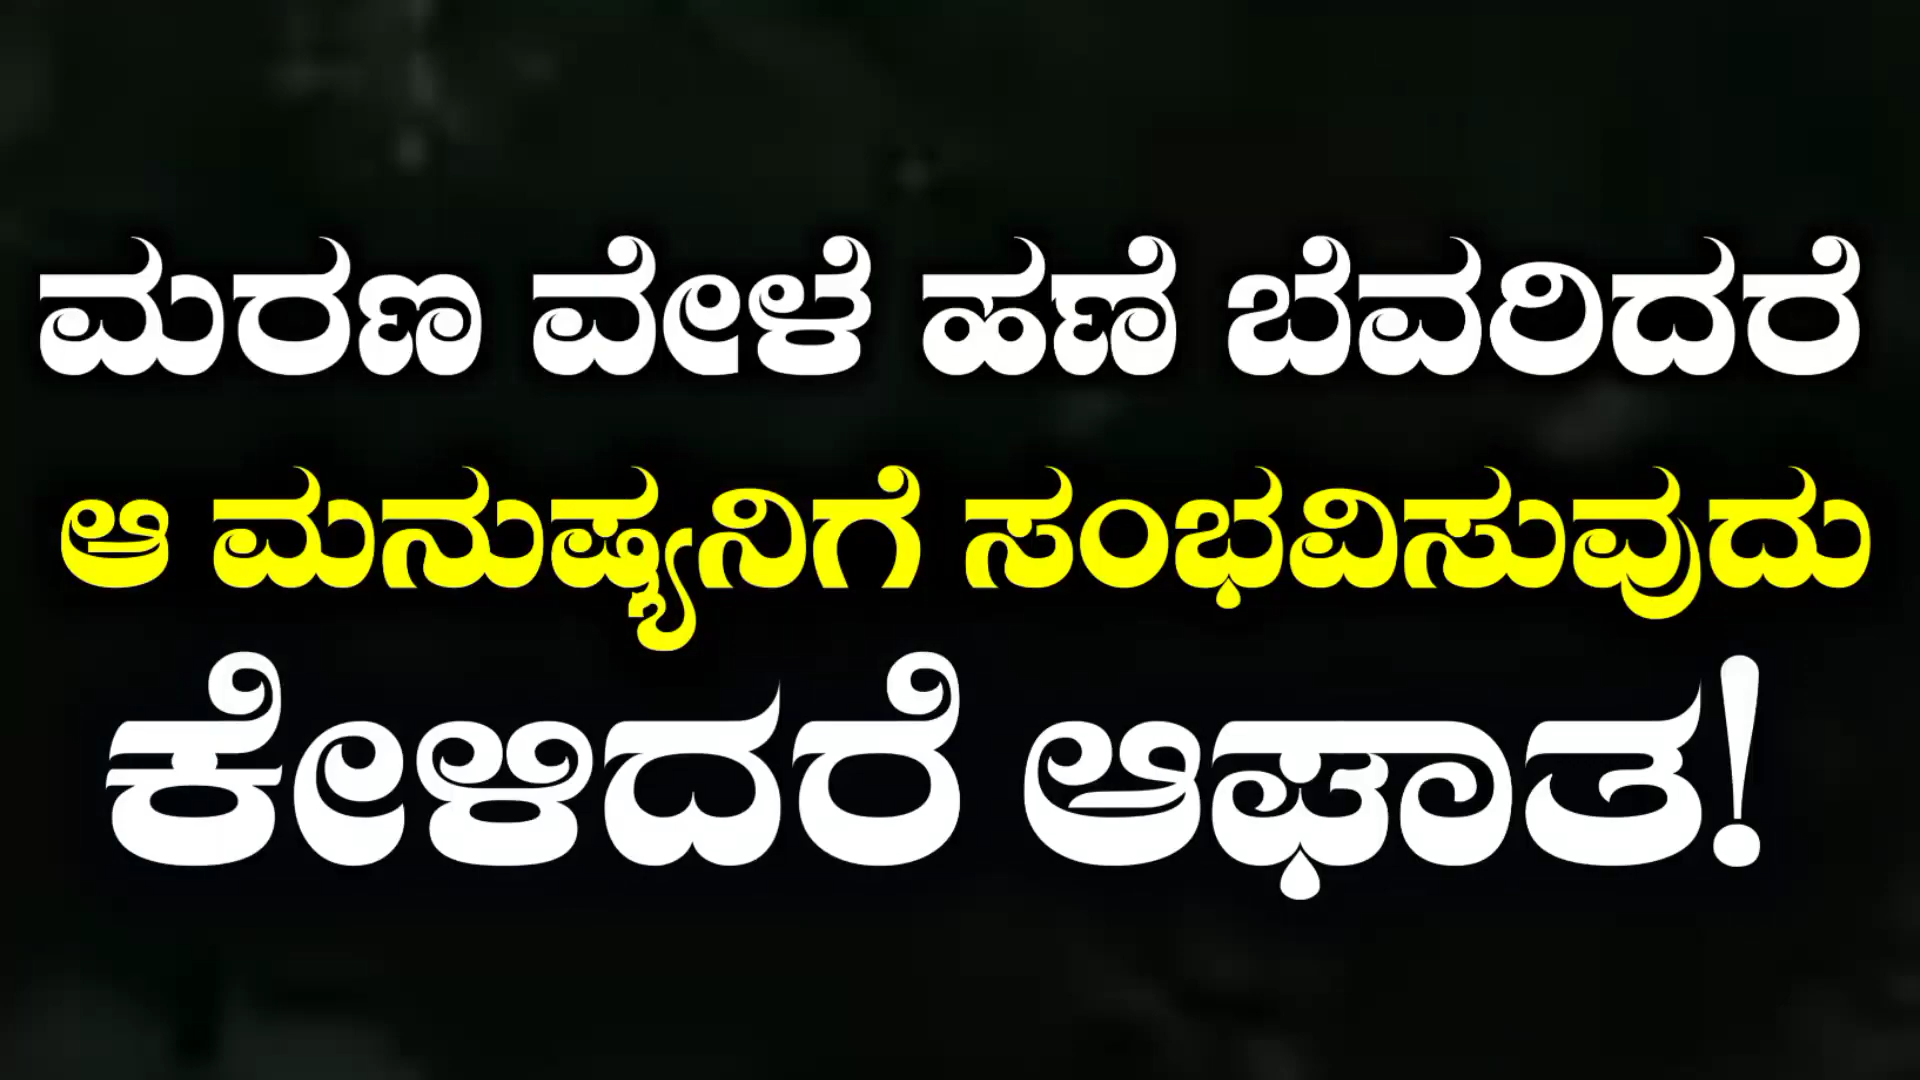 ಮರಣ ವೇಳೆ ಹಣೆ ಬೆವರಿದರೆ
ಆ ಮನುಷ್ಯನಿಗೆ ಸಂಭವಿಸುವುದು
ಕೇಳಿದರೆ ಆಘಾತ!